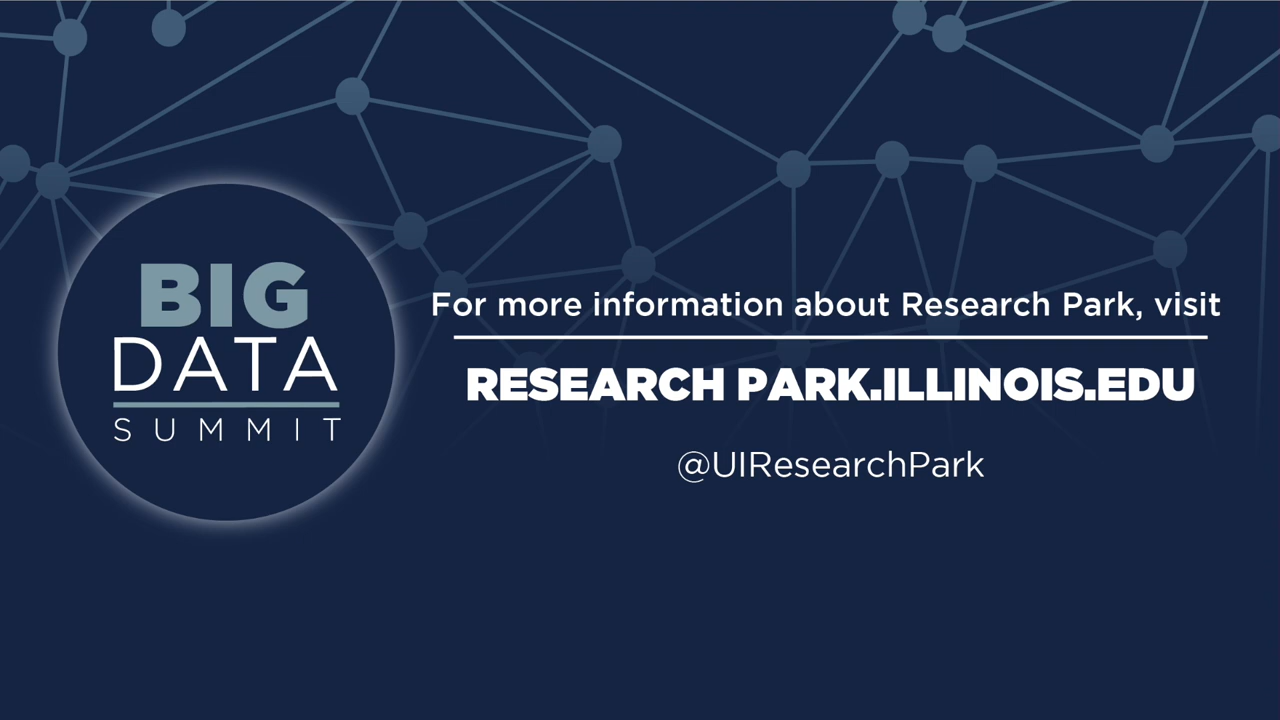 BIG
DATA
SUMMIT
For more information about Research Park, visit
RESEARCH PARK.ILLINOIS.EDU
@UIResearchPark